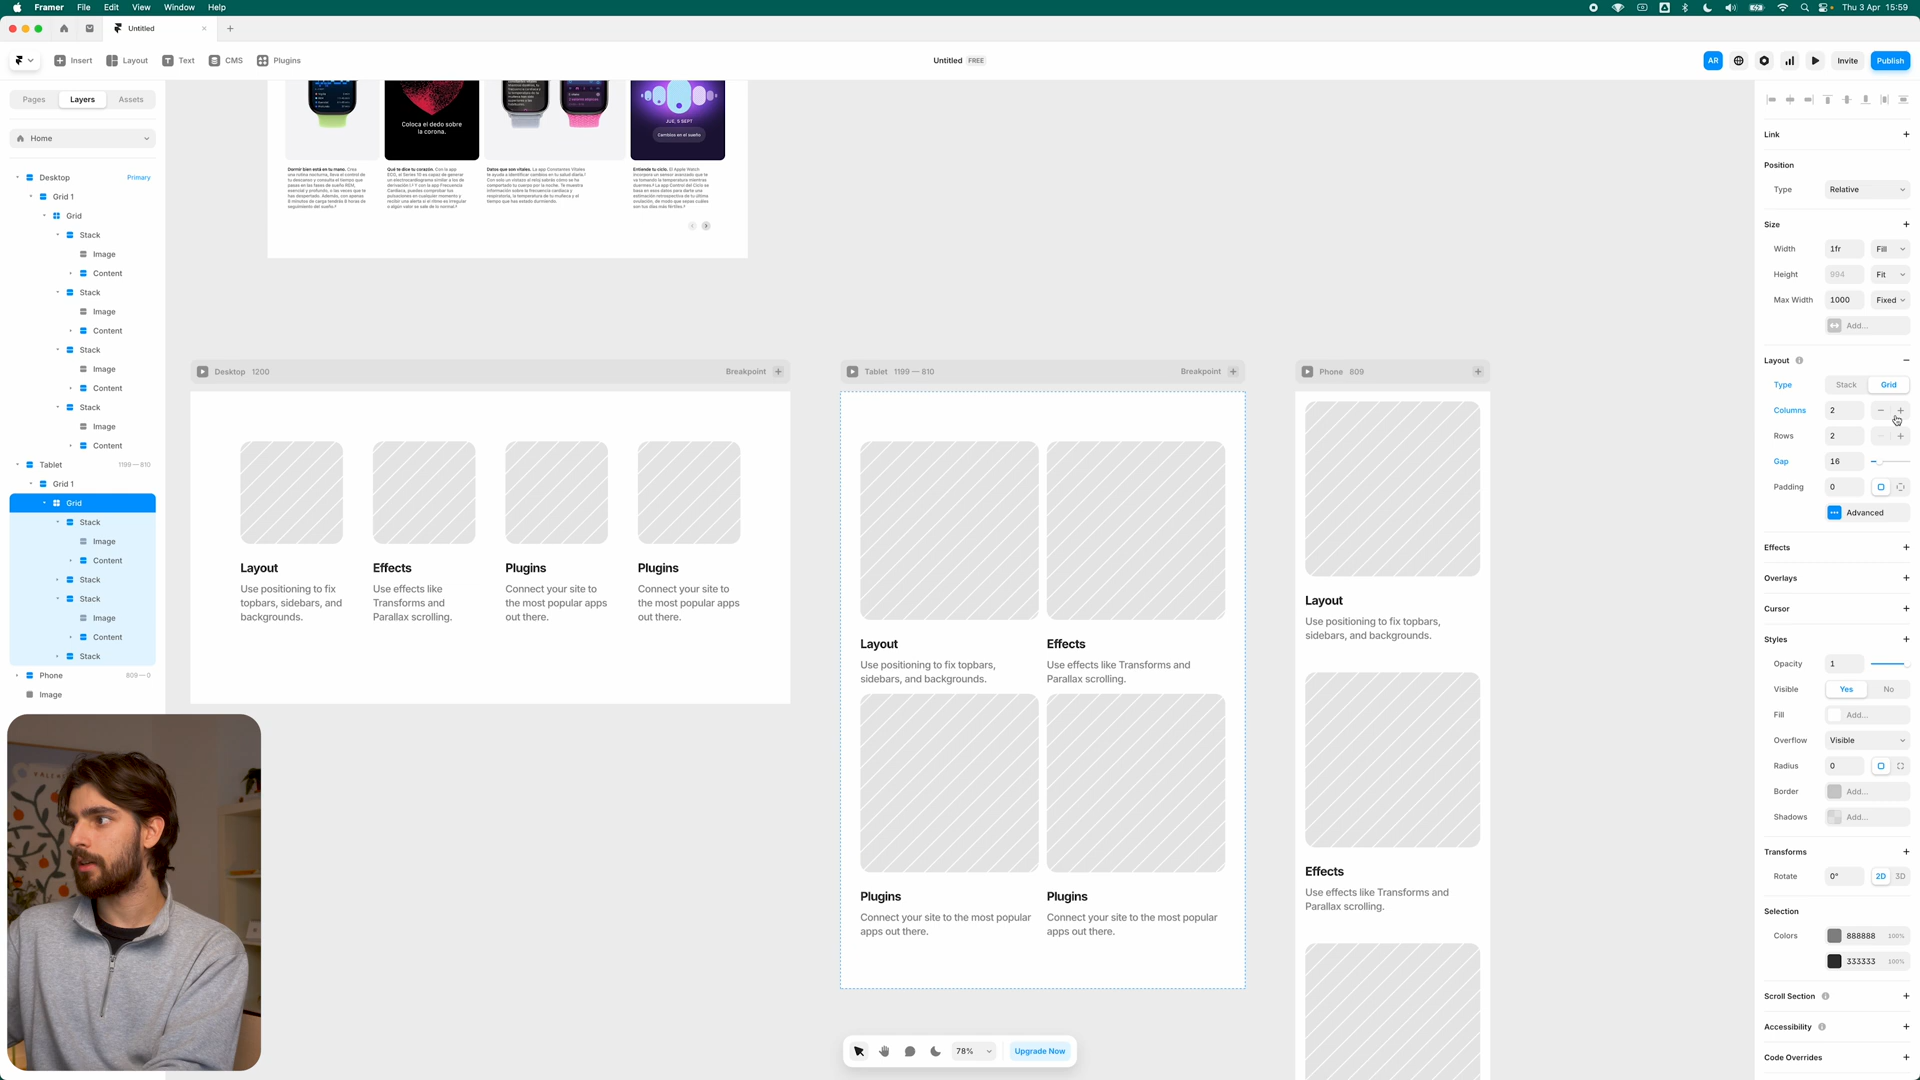 Framer File Edit View Window Help
Thu 3 Apr 15:59
Untitled
Insert Layout Text CMS Plugins
Untitled FREE
AR Invite Publish
Pages Layers Assets
Home
Desktop Primary
Grid 1
Grid
Stack
Image
Content
Stack
Image
Content
Stack
Image
Content
Stack
Image
Content
Tablet 1199 — 810
Grid 1
Grid
Stack
Image
Content
Stack
Stack
Image
Content
Stack
Phone 809 — 0
Image
Coloca el dedo sobre
la corona.
JUE, 5 SEPT
Cambios en el sueño
Desktop 1200 Breakpoint
Layout
Use positioning to fix
topbars, sidebars, and
backgrounds.
Effects
Use effects like
Transforms and
Parallax scrolling.
Plugins
Connect your site to
the most popular apps
out there.
Plugins
Connect your site to
the most popular apps
out there.
Tablet 1199 — 810 Breakpoint
Layout
Use positioning to fix topbars,
sidebars, and backgrounds.
Effects
Use effects like Transforms and
Parallax scrolling.
Plugins
Connect your site to the most popular
apps out there.
Plugins
Connect your site to the most popular
apps out there.
Phone 809
Layout
Use positioning to fix topbars,
sidebars, and backgrounds.
Effects
Use effects like Transforms and
Parallax scrolling.
78% Upgrade Now
Link
Position
Type Relative
Size
Width 1fr Fill
Height 994 Fit
Max Width 1000 Fixed
Add...
Layout
Type Stack Grid
Columns 2
Rows 2
Gap 16
Padding 0
Advanced
Effects
Overlays
Cursor
Styles
Opacity 1
Visible Yes No
Fill Add...
Overflow Visible
Radius 0
Border Add...
Shadows Add...
Transforms
Rotate 0° 2D 3D
Selection
Colors 888888 100%
333333 100%
Scroll Section
Accessibility
Code Overrides